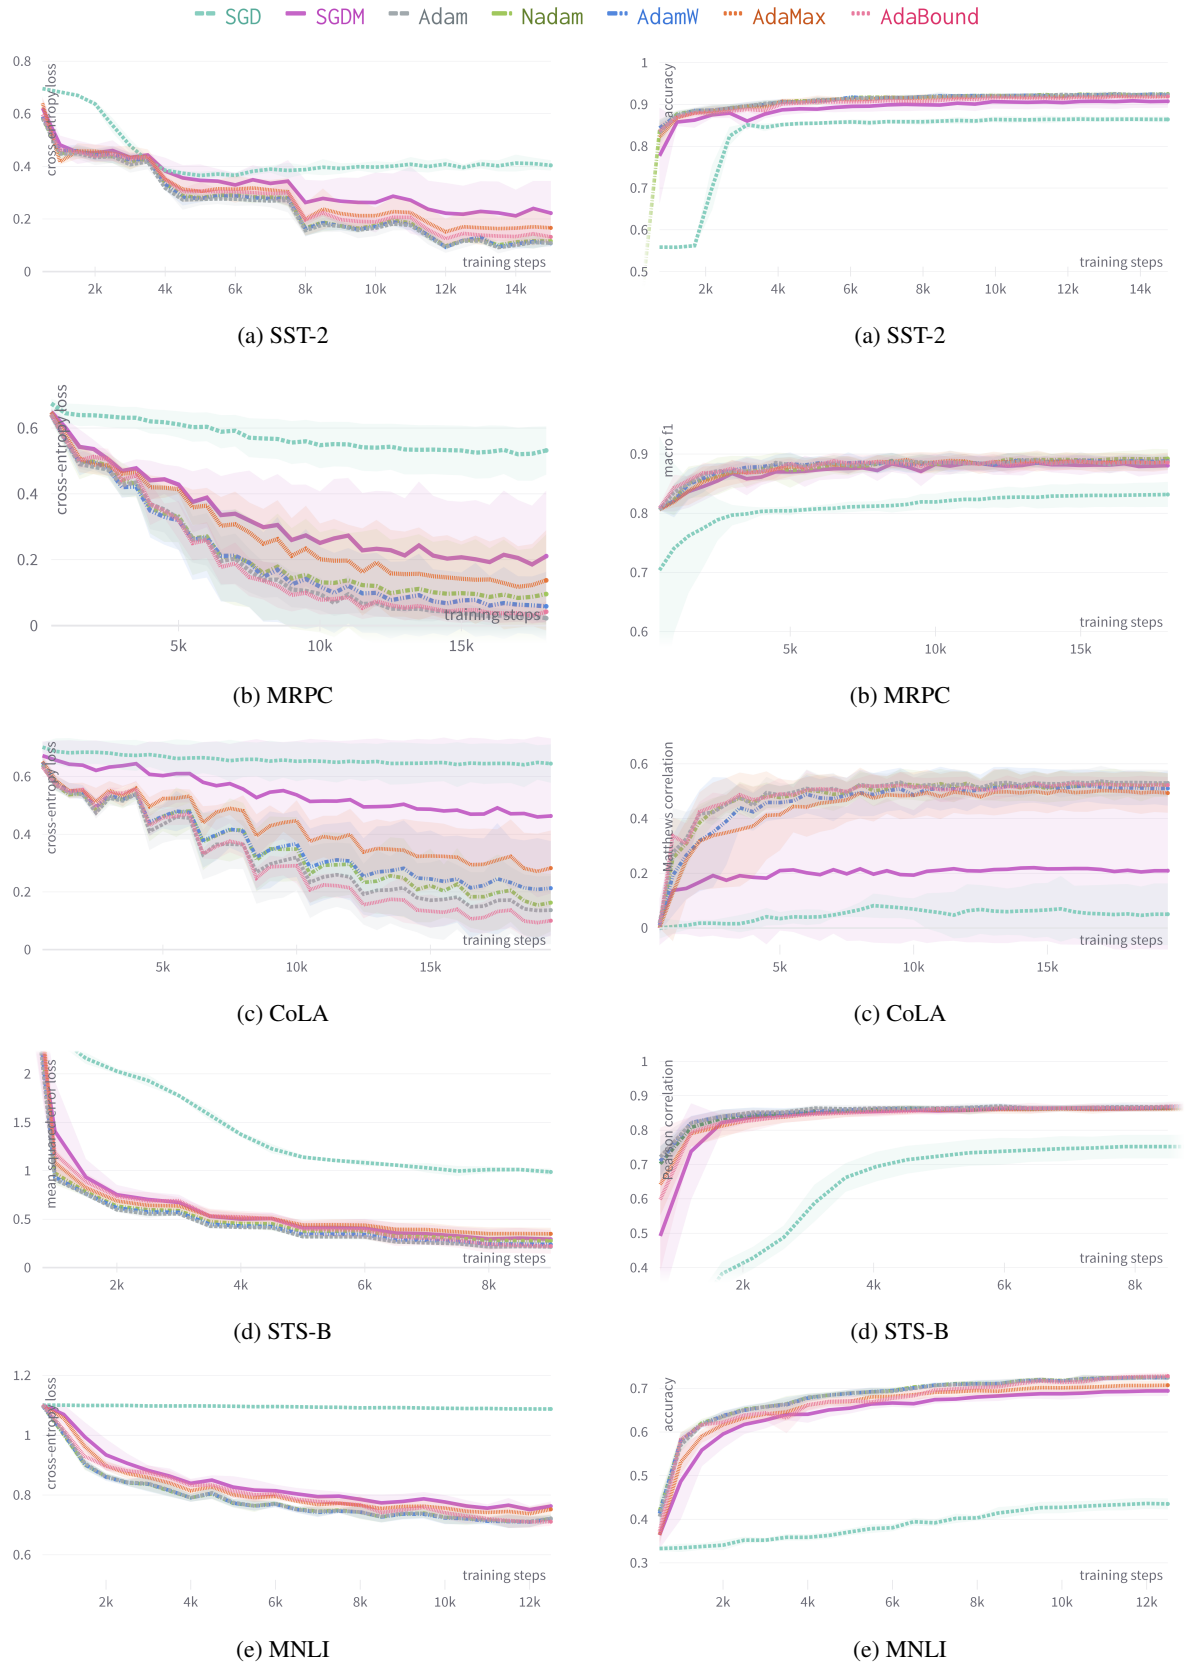 SGD SGDM Adam Nadam AdamW AdaMax AdaBound
cross-entropy loss
0.8
0.6
0.4
0.2
0
training steps
2k 4k 6k 8k 10k 12k 14k
(a) SST-2
accuracy
1
0.9
0.8
0.7
0.6
0.5
training steps
2k 4k 6k 8k 10k 12k 14k
(a) SST-2
cross-entropy loss
0.6
0.4
0.2
0
training steps
5k 10k 15k
(b) MRPC
macro f1
0.9
0.8
0.7
0.6
training steps
5k 10k 15k
(b) MRPC
cross-entropy loss
0.6
0.4
0.2
0
training steps
5k 10k 15k
(c) CoLA
Matthews correlation
0.6
0.4
0.2
0
training steps
5k 10k 15k
(c) CoLA
mean squared error loss
2
1.5
1
0.5
0
training steps
2k 4k 6k 8k
(d) STS-B
Pearson correlation
1
0.9
0.8
0.7
0.6
0.5
0.4
training steps
2k 4k 6k 8k
(d) STS-B
cross-entropy loss
1.2
1
0.8
0.6
training steps
2k 4k 6k 8k 10k 12k
(e) MNLI
accuracy
0.7
0.6
0.5
0.4
0.3
training steps
2k 4k 6k 8k 10k 12k
(e) MNLI